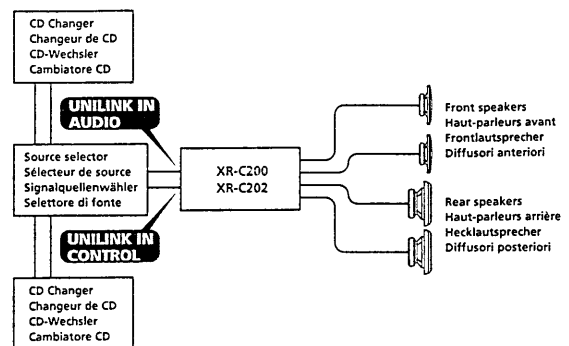 CD Changer
Changeur de CD
CD-Wechsler
Cambiatore CD
UNILINK IN
AUDIO
Source selector
Sélecteur de source
Signalquellenwähler
Selettore di fonte
XR-C200
XR-C202
Front speakers
Haut-parleurs avant
Frontlautsprecher
Diffusori anteriori
Rear speakers
Haut-parleurs arrière
Hecklautsprecher
Diffusori posteriori
UNILINK IN
CONTROL
CD Changer
Changeur de CD
CD-Wechsler
Cambiatore CD